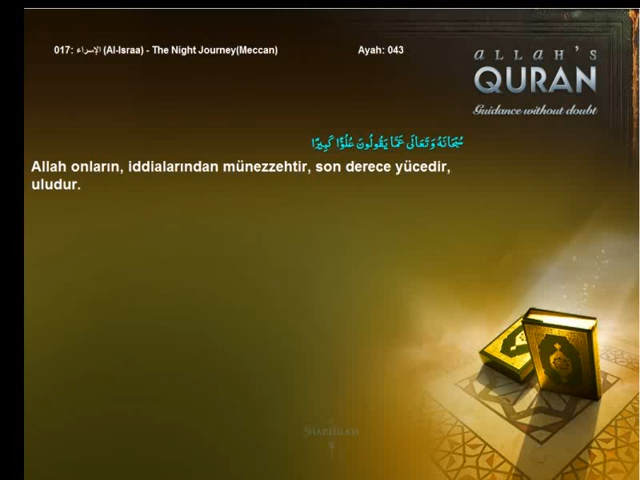 017: الإسراء (Al-Israa) - The Night Journey(Meccan) Ayah: 043
ALLAH'S
QURAN
Guidance without doubt
سُبْحَانَهُ وَتَعَالَى عَمَّا يَقُولُونَ عُلُوًّا كَبِيرًا
Allah onların, iddialarından münezzehtir, son derece yücedir,
uludur.
SHAREISLAM